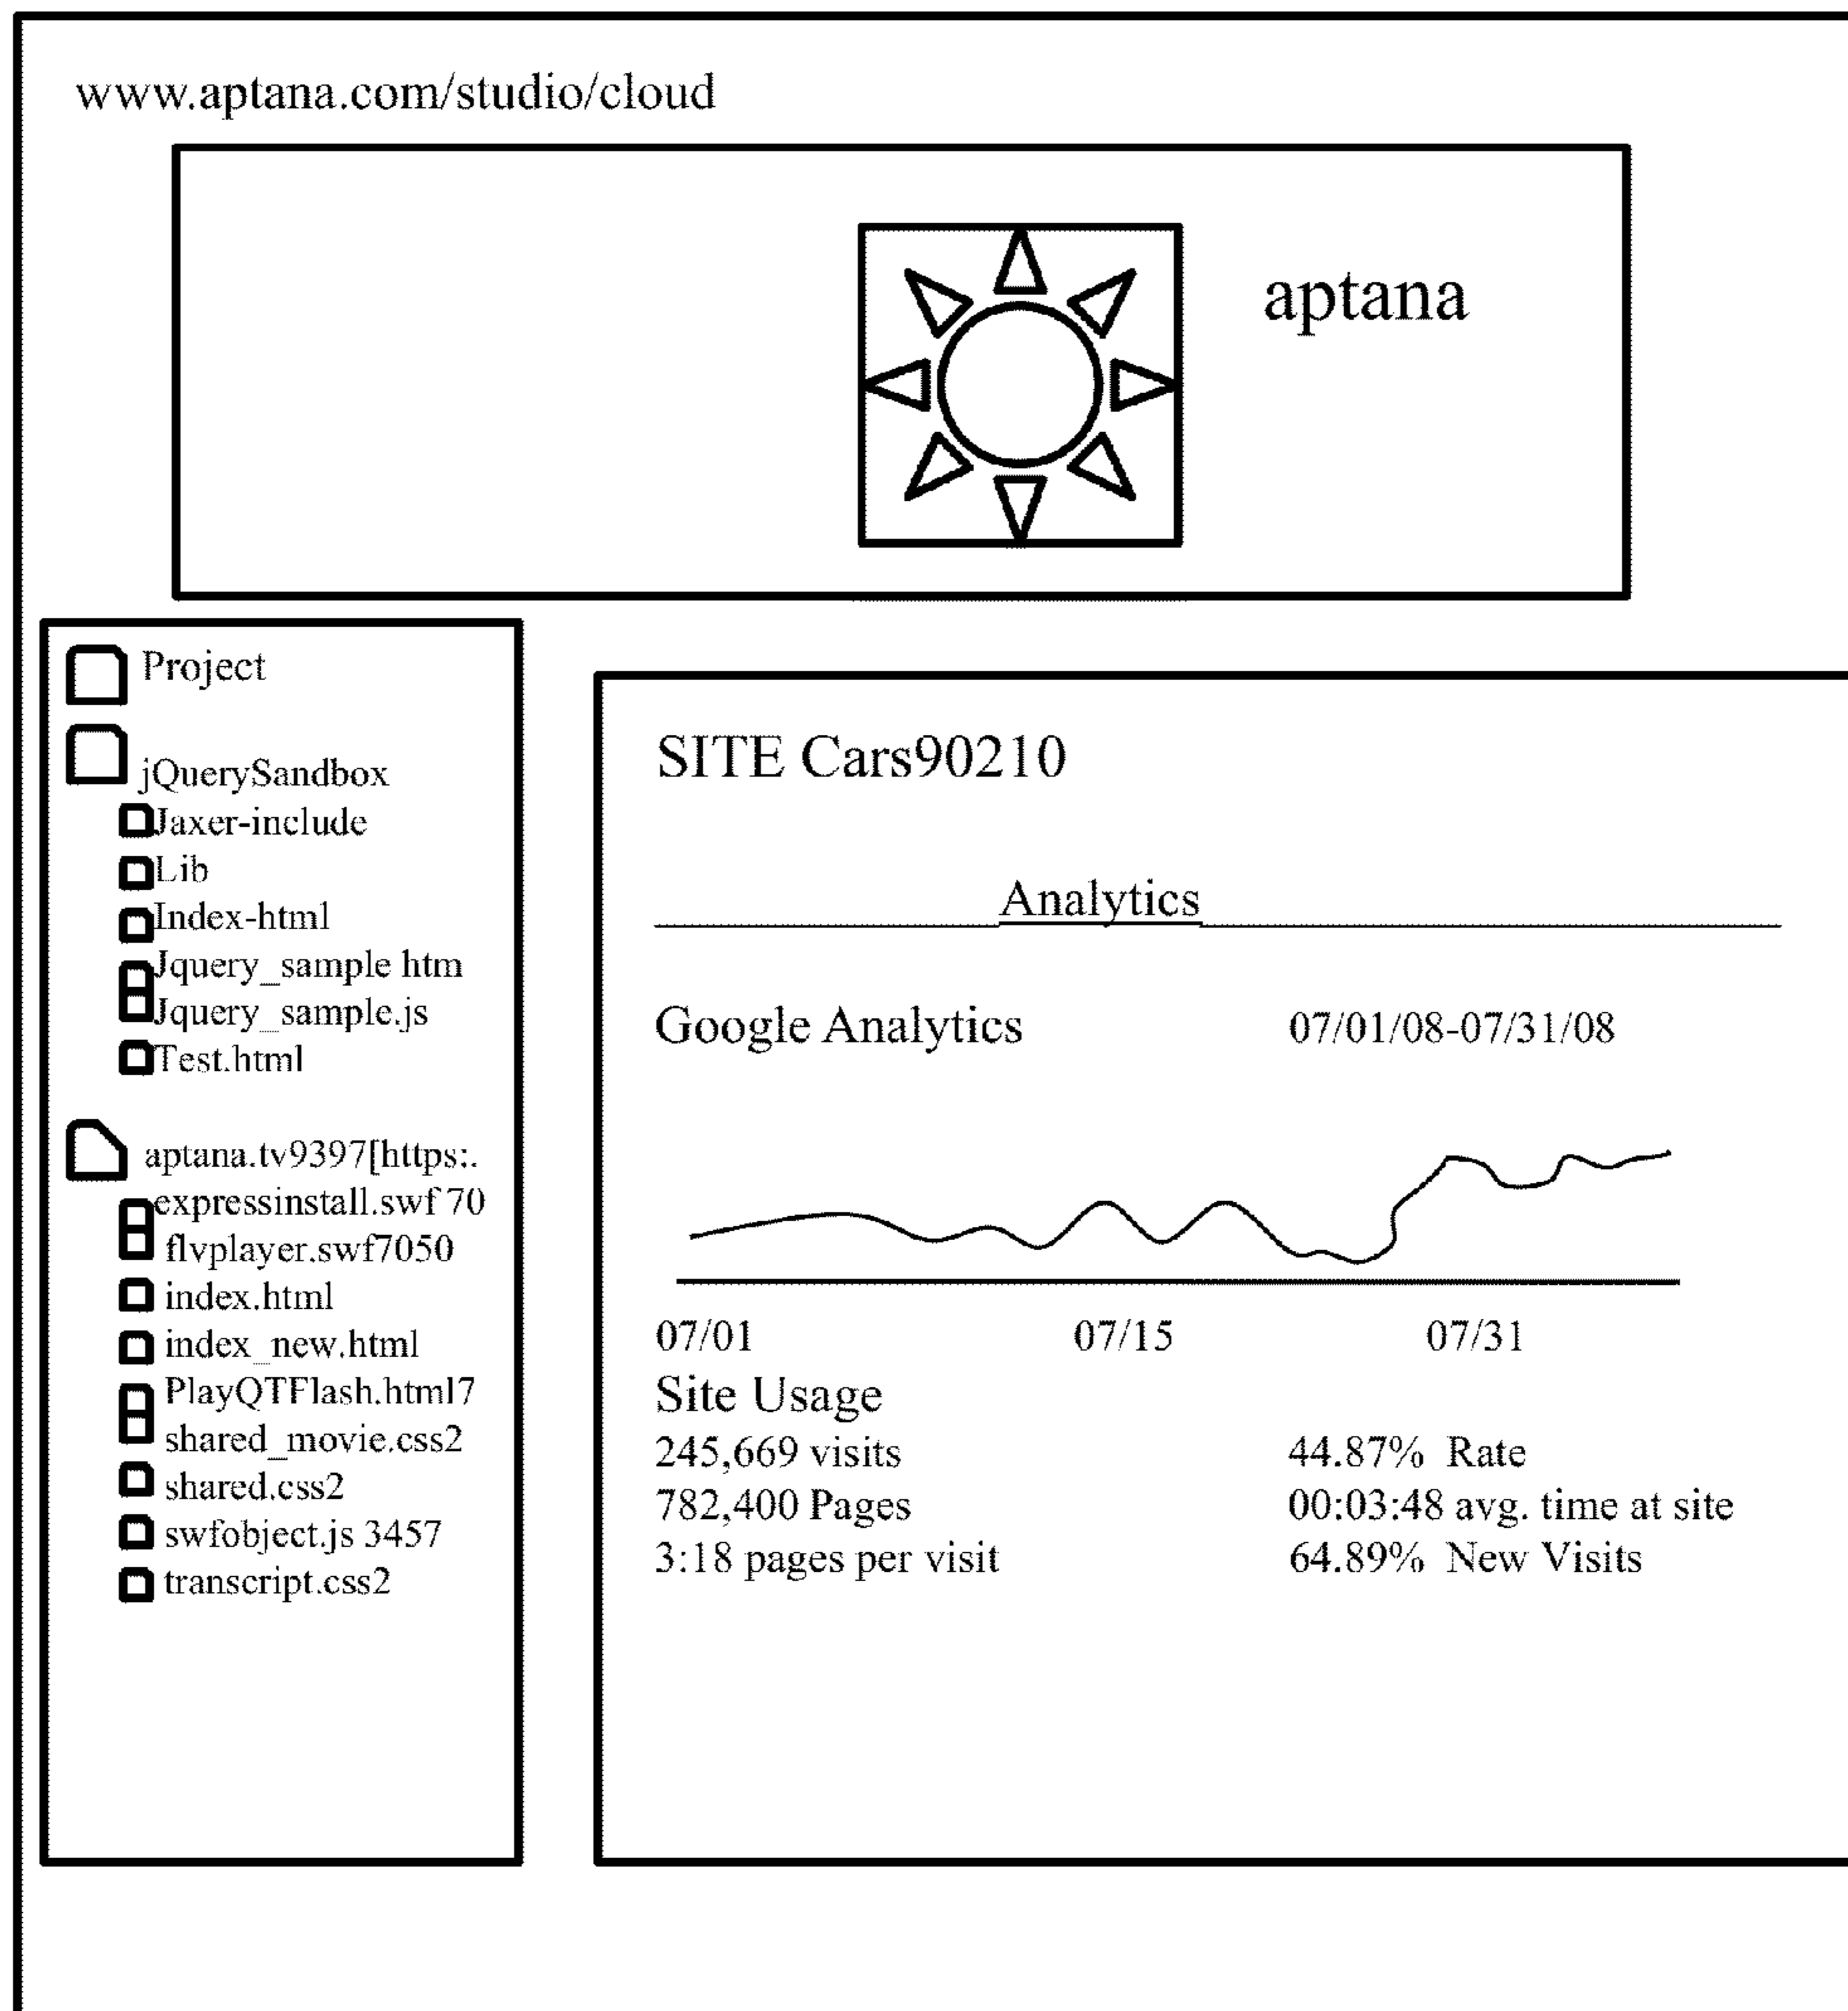 www.aptana.com/studio/cloud
aptana
Project
jQuerySandbox
Jaxer-include
Lib
Index-html
Jquery_sample htm
Jquery_sample.js
Test.html
aptana.tv9397[https:.
expressinstall.swf 70
flvplayer.swf7050
index.html
index_new.html
PlayQTFlash.html7
shared_movie.css2
shared.css2
swfobject.js 3457
transcript.css2
SITE Cars90210
Analytics
Google Analytics 07/01/08-07/31/08
07/01 07/15 07/31
Site Usage
245,669 visits 44.87% Rate
782,400 Pages 00:03:48 avg. time at site
3:18 pages per visit 64.89% New Visits